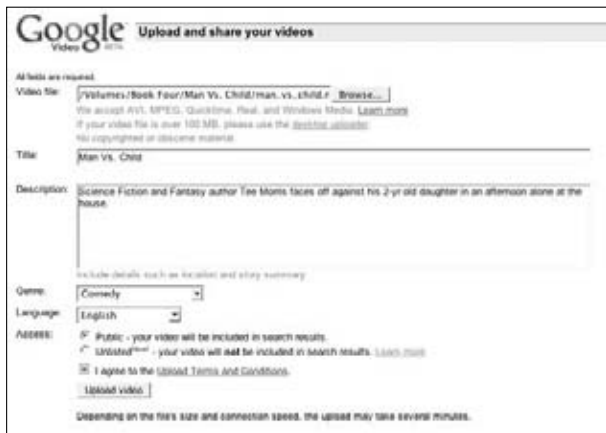 Google
Video BETA
Upload and share your videos
All fields are required.
Video file:
/Volumes/Book Four/Man Vs. Child/man.vs.child.r Browse...
We accept AVI, MPEG, Quicktime, Real, and Windows Media. Learn more
If your video file is over 100 MB, please use the desktop uploader.
No copyrighted or obscene material.
Title:
Man Vs. Child
Description:
Science Fiction and Fantasy author Tee Morris faces off against his 2-yr old daughter in an afternoon alone at the
house.
Include details such as location and story summary
Genre:
Comedy
Language:
English
Access:
Public - your video will be included in search results.
Unlisted - your video will not be included in search results. Learn more
I agree to the Upload Terms and Conditions.
Upload video
Depending on the file's size and connection speed, the upload may take several minutes.